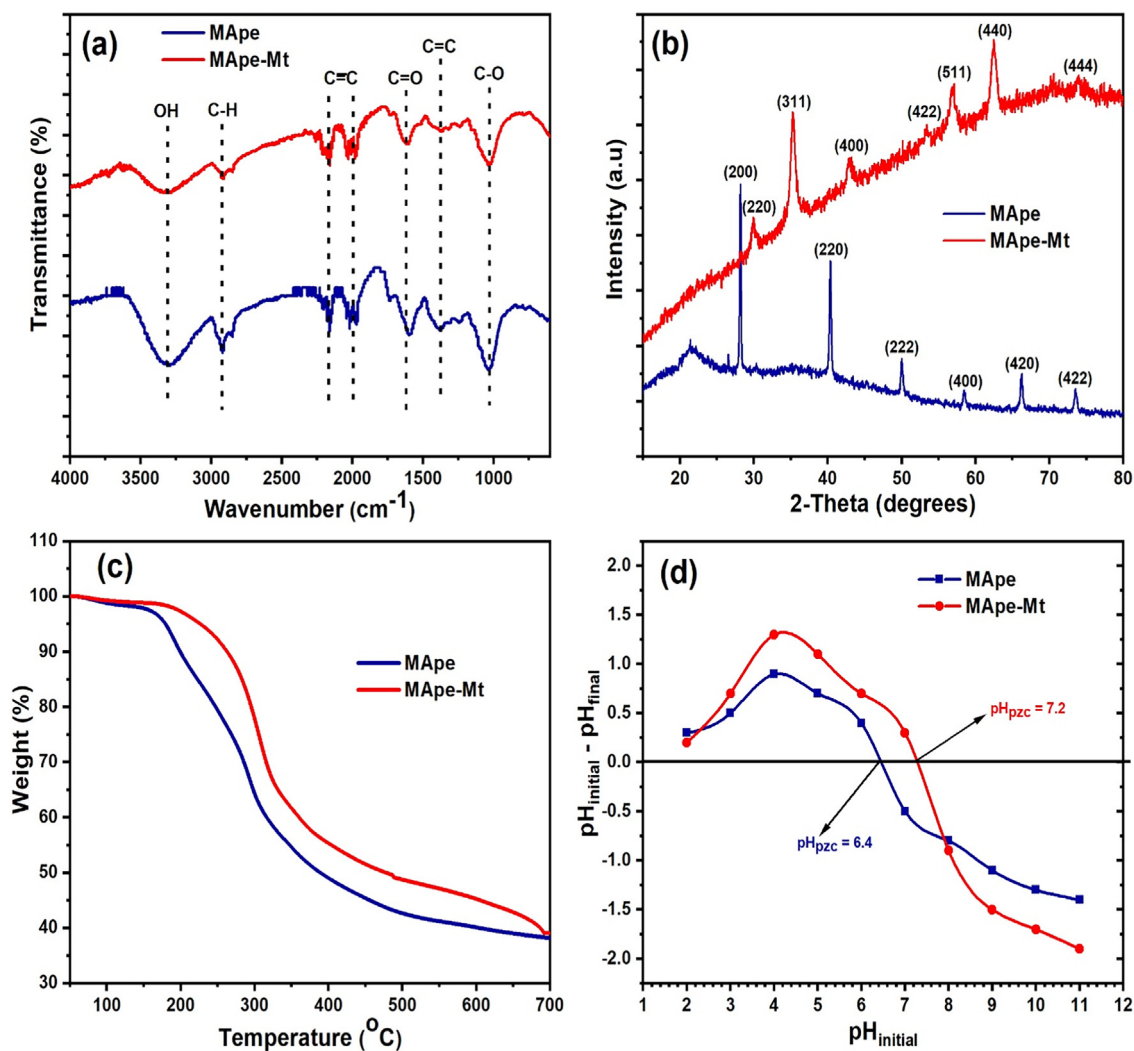 (a)
MApe
MApe-Mt
OH
C-H
C=C
C=O
C=C
C-O
Transmittance (%)
4000 3500 3000 2500 2000 1500 1000
Wavenumber (cm-1)
(b)
(200)
(220)
(311)
(400)
(422)
(511)
(440)
(444)
(220)
(222)
(400)
(420)
(422)
MApe
MApe-Mt
Intensity (a.u)
20 30 40 50 60 70 80
2-Theta (degrees)
(c)
MApe
MApe-Mt
110
100
90
80
70
60
50
40
30
Weight (%)
100 200 300 400 500 600 700
Temperature (oC)
(d)
MApe
MApe-Mt
pHpzc = 7.2
pHpzc = 6.4
2.0
1.5
1.0
0.5
0.0
-0.5
-1.0
-1.5
-2.0
pHinitial - pHfinal
1 2 3 4 5 6 7 8 9 10 11 12
pHinitial